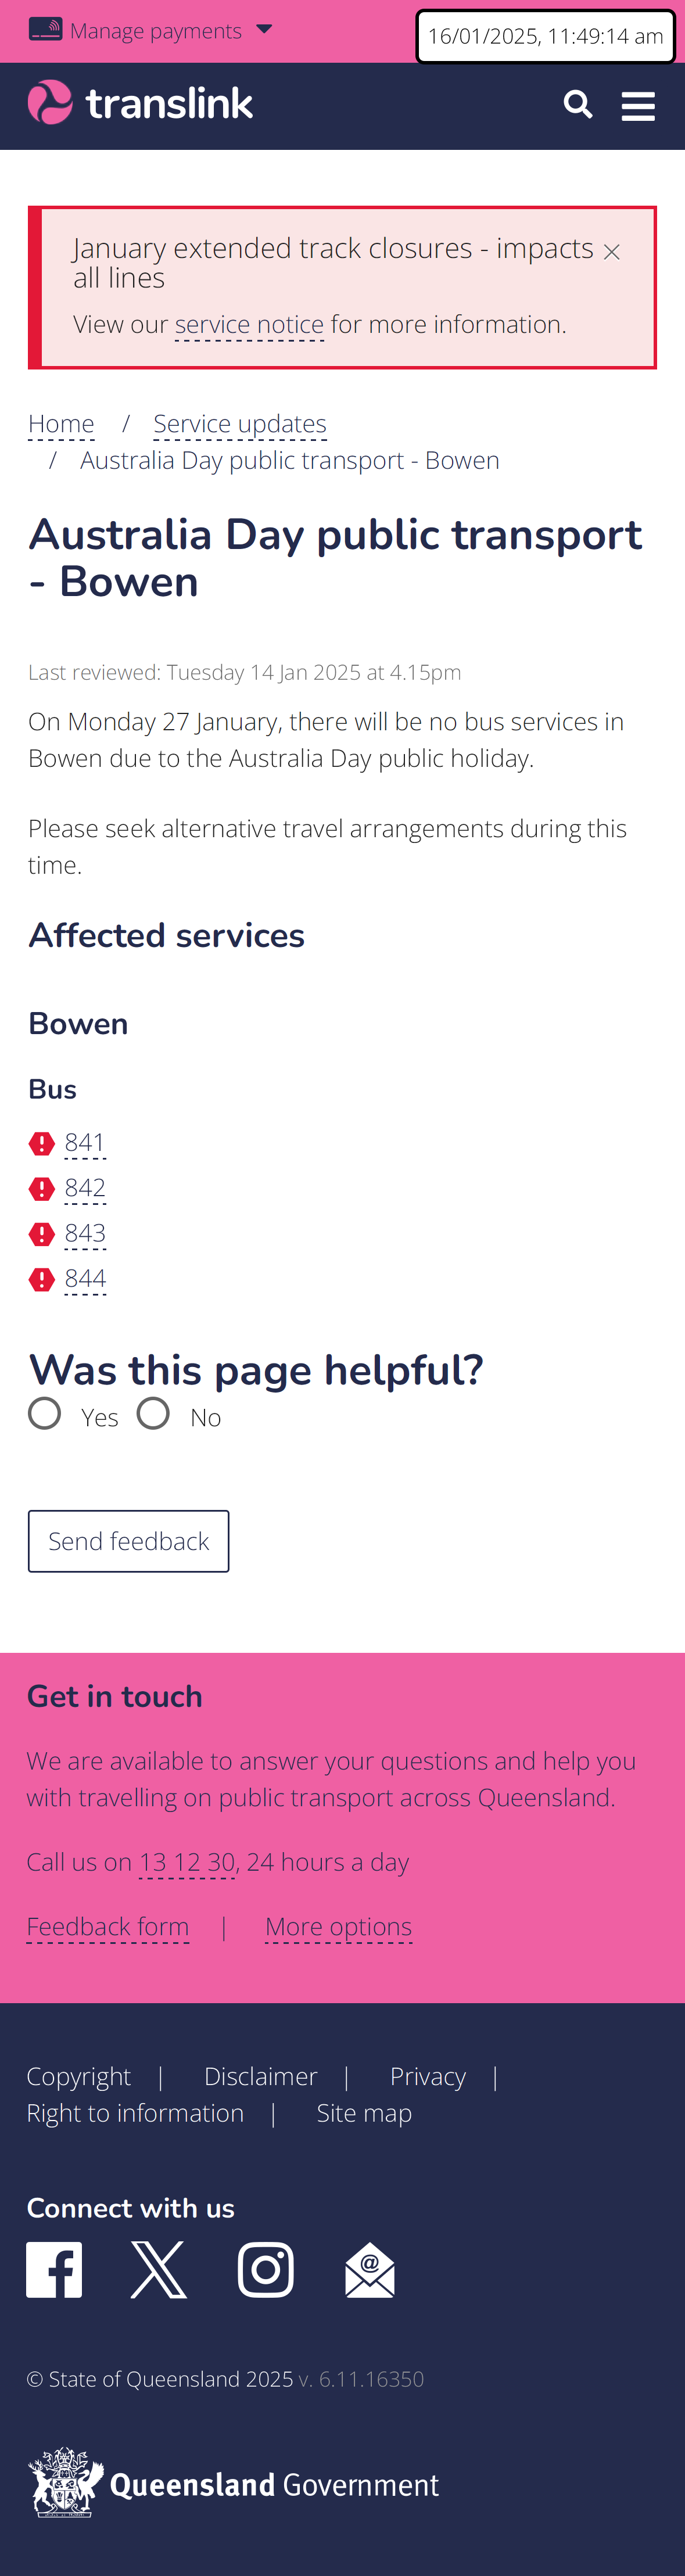 Manage payments
16/01/2025, 11:49:14 am
translink
January extended track closures - impacts
all lines
View our service notice for more information.
Home / Service updates
/ Australia Day public transport - Bowen
Australia Day public transport
- Bowen
Last reviewed: Tuesday 14 Jan 2025 at 4.15pm
On Monday 27 January, there will be no bus services in
Bowen due to the Australia Day public holiday.
Please seek alternative travel arrangements during this
time.
Affected services
Bowen
Bus
841
842
843
844
Was this page helpful?
Yes No
Send feedback
Get in touch
We are available to answer your questions and help you
with travelling on public transport across Queensland.
Call us on 13 12 30, 24 hours a day
Feedback form | More options
Copyright | Disclaimer | Privacy |
Right to information | Site map
Connect with us
© State of Queensland 2025 v. 6.11.16350
Queensland Government